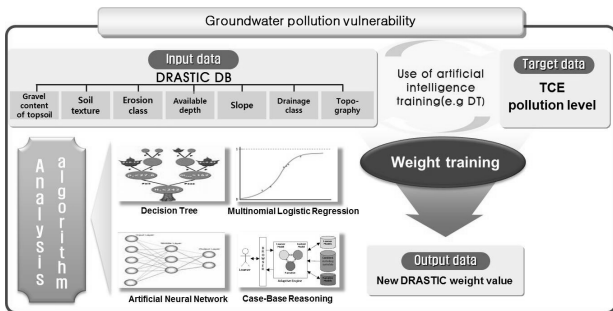 Groundwater pollution vulnerability
Input data
DRASTIC DB
Gravel
content
of topsoil
Soil
texture
Erosion
class
Available
depth
Slope
Drainage
class
Topo-
graphy
Use of artificial
intelligence
training(e.g DT)
Target data
TCE
pollution level
Analysis
algorithm
Decision Tree
Multinomial Logistic Regression
Artificial Neural Network
Case-Base Reasoning
Weight training
Output data
New DRASTIC weight value